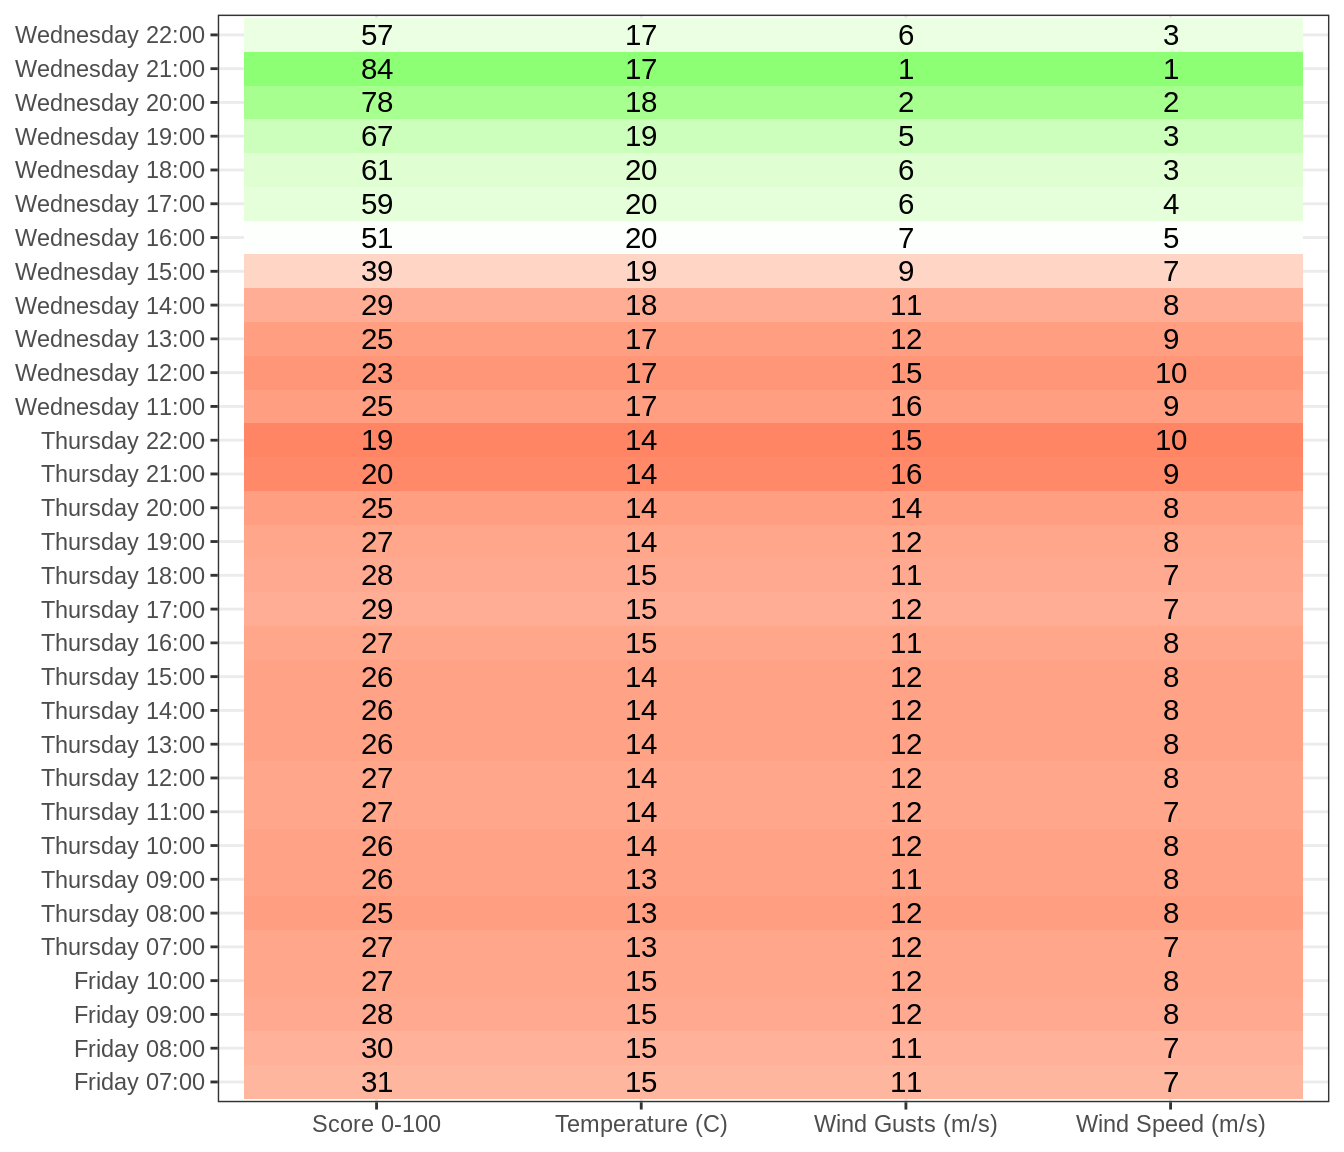 Wednesday 22:00 57 17 6 3
Wednesday 21:00 84 17 1 1
Wednesday 20:00 78 18 2 2
Wednesday 19:00 67 19 5 3
Wednesday 18:00 61 20 6 3
Wednesday 17:00 59 20 6 4
Wednesday 16:00 51 20 7 5
Wednesday 15:00 39 19 9 7
Wednesday 14:00 29 18 11 8
Wednesday 13:00 25 17 12 9
Wednesday 12:00 23 17 15 10
Wednesday 11:00 25 17 16 9
Thursday 22:00 19 14 15 10
Thursday 21:00 20 14 16 9
Thursday 20:00 25 14 14 8
Thursday 19:00 27 14 12 8
Thursday 18:00 28 15 11 7
Thursday 17:00 29 15 12 7
Thursday 16:00 27 15 11 8
Thursday 15:00 26 14 12 8
Thursday 14:00 26 14 12 8
Thursday 13:00 26 14 12 8
Thursday 12:00 27 14 12 8
Thursday 11:00 27 14 12 7
Thursday 10:00 26 14 12 8
Thursday 09:00 26 13 11 8
Thursday 08:00 25 13 12 8
Thursday 07:00 27 13 12 7
Friday 10:00 27 15 12 8
Friday 09:00 28 15 12 8
Friday 08:00 30 15 11 7
Friday 07:00 31 15 11 7
Score 0-100 Temperature (C) Wind Gusts (m/s) Wind Speed (m/s)